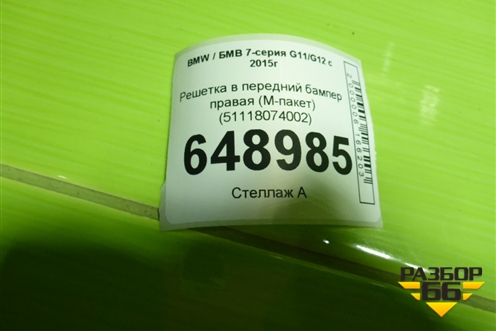 BMW / БМВ 7-серия G11/G12 с
2015г
Решетка в передний бампер
правая (М-пакет)
(51118074002)
648985
Стеллаж А
РАЗБОР
66